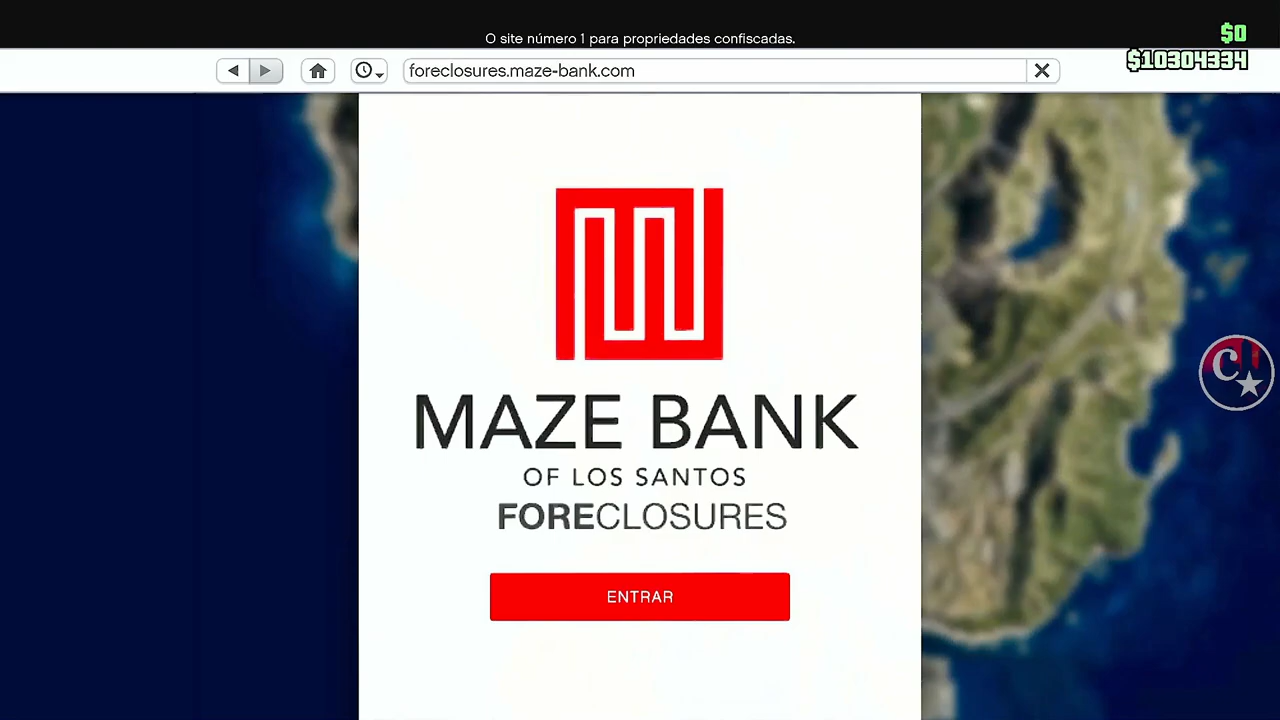 O site número 1 para propriedades confiscadas.
$0
$10304334
foreclosures.maze-bank.com
C
MAZE BANK
OF LOS SANTOS
FORECLOSURES
ENTRAR